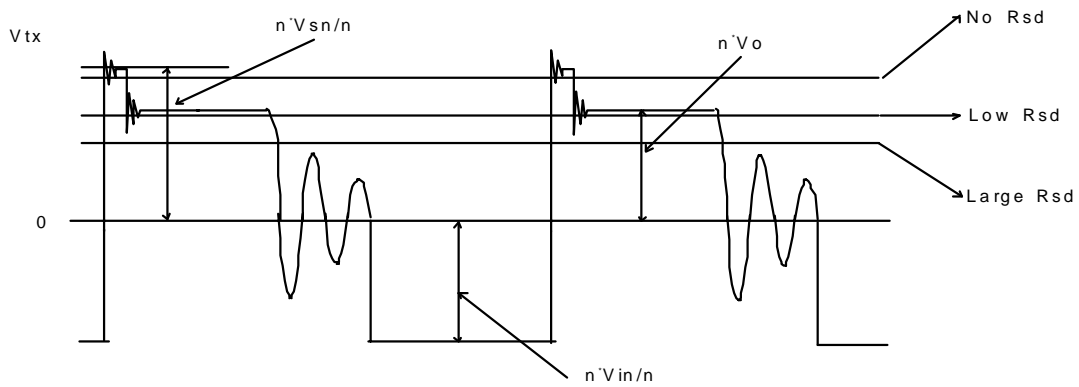 No Rsd
n'Vsn/n
Vtx
n'Vo
Low Rsd
Large Rsd
0
n'Vin/n